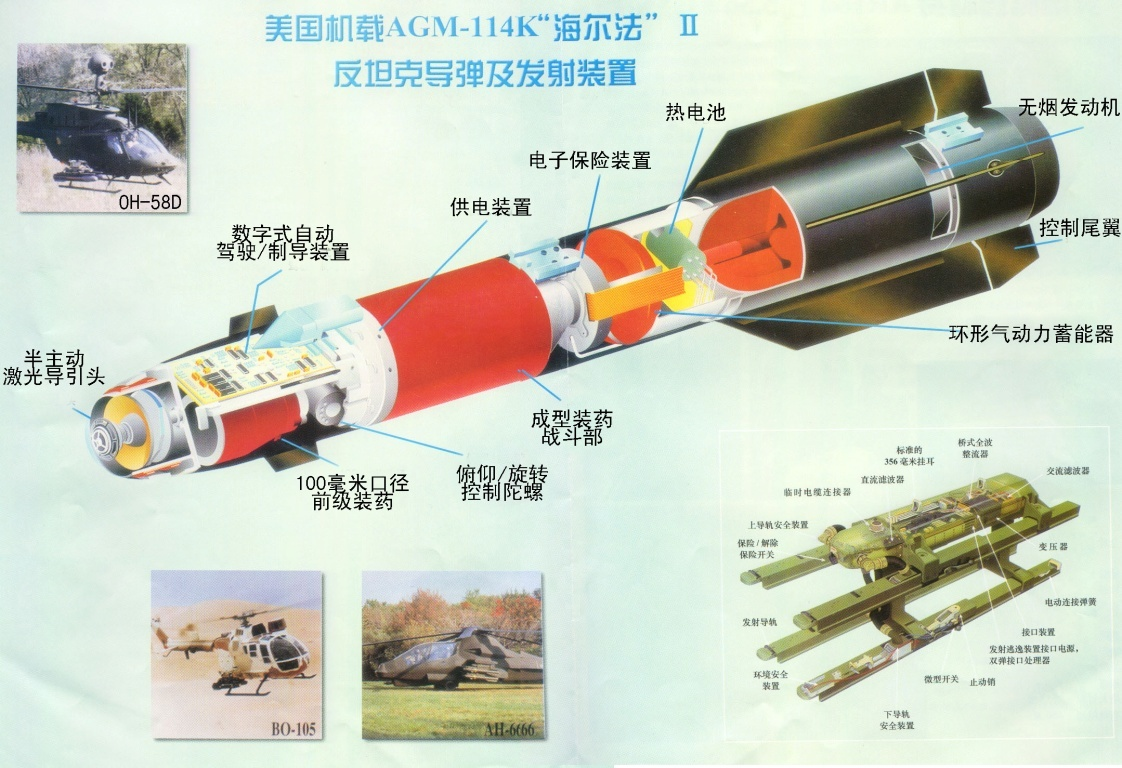 美国机载AGM-114K“海尔法” Ⅱ
反坦克导弹及发射装置
OH-58D
热电池
无烟发动机
电子保险装置
供电装置
控制尾翼
数字式自动
驾驶/制导装置
环形气动力蓄能器
半主动
激光导引头
成型装药
战斗部
俯仰/旋转
控制陀螺
100毫米口径
前级装药
BO-105
AH-6666
桥式全波
整流器
标准的
356 毫米挂耳
交流滤波器
直流滤波器
临时电缆连接器
上导轨安全装置
保险/解除
保险开关
变压器
电动连接弹簧
发射导轨
接口装置
发射逃逸装置接口电源,
双弹接口处理器
环境安全
装置
微型开关
止动销
下导轨
安全装置